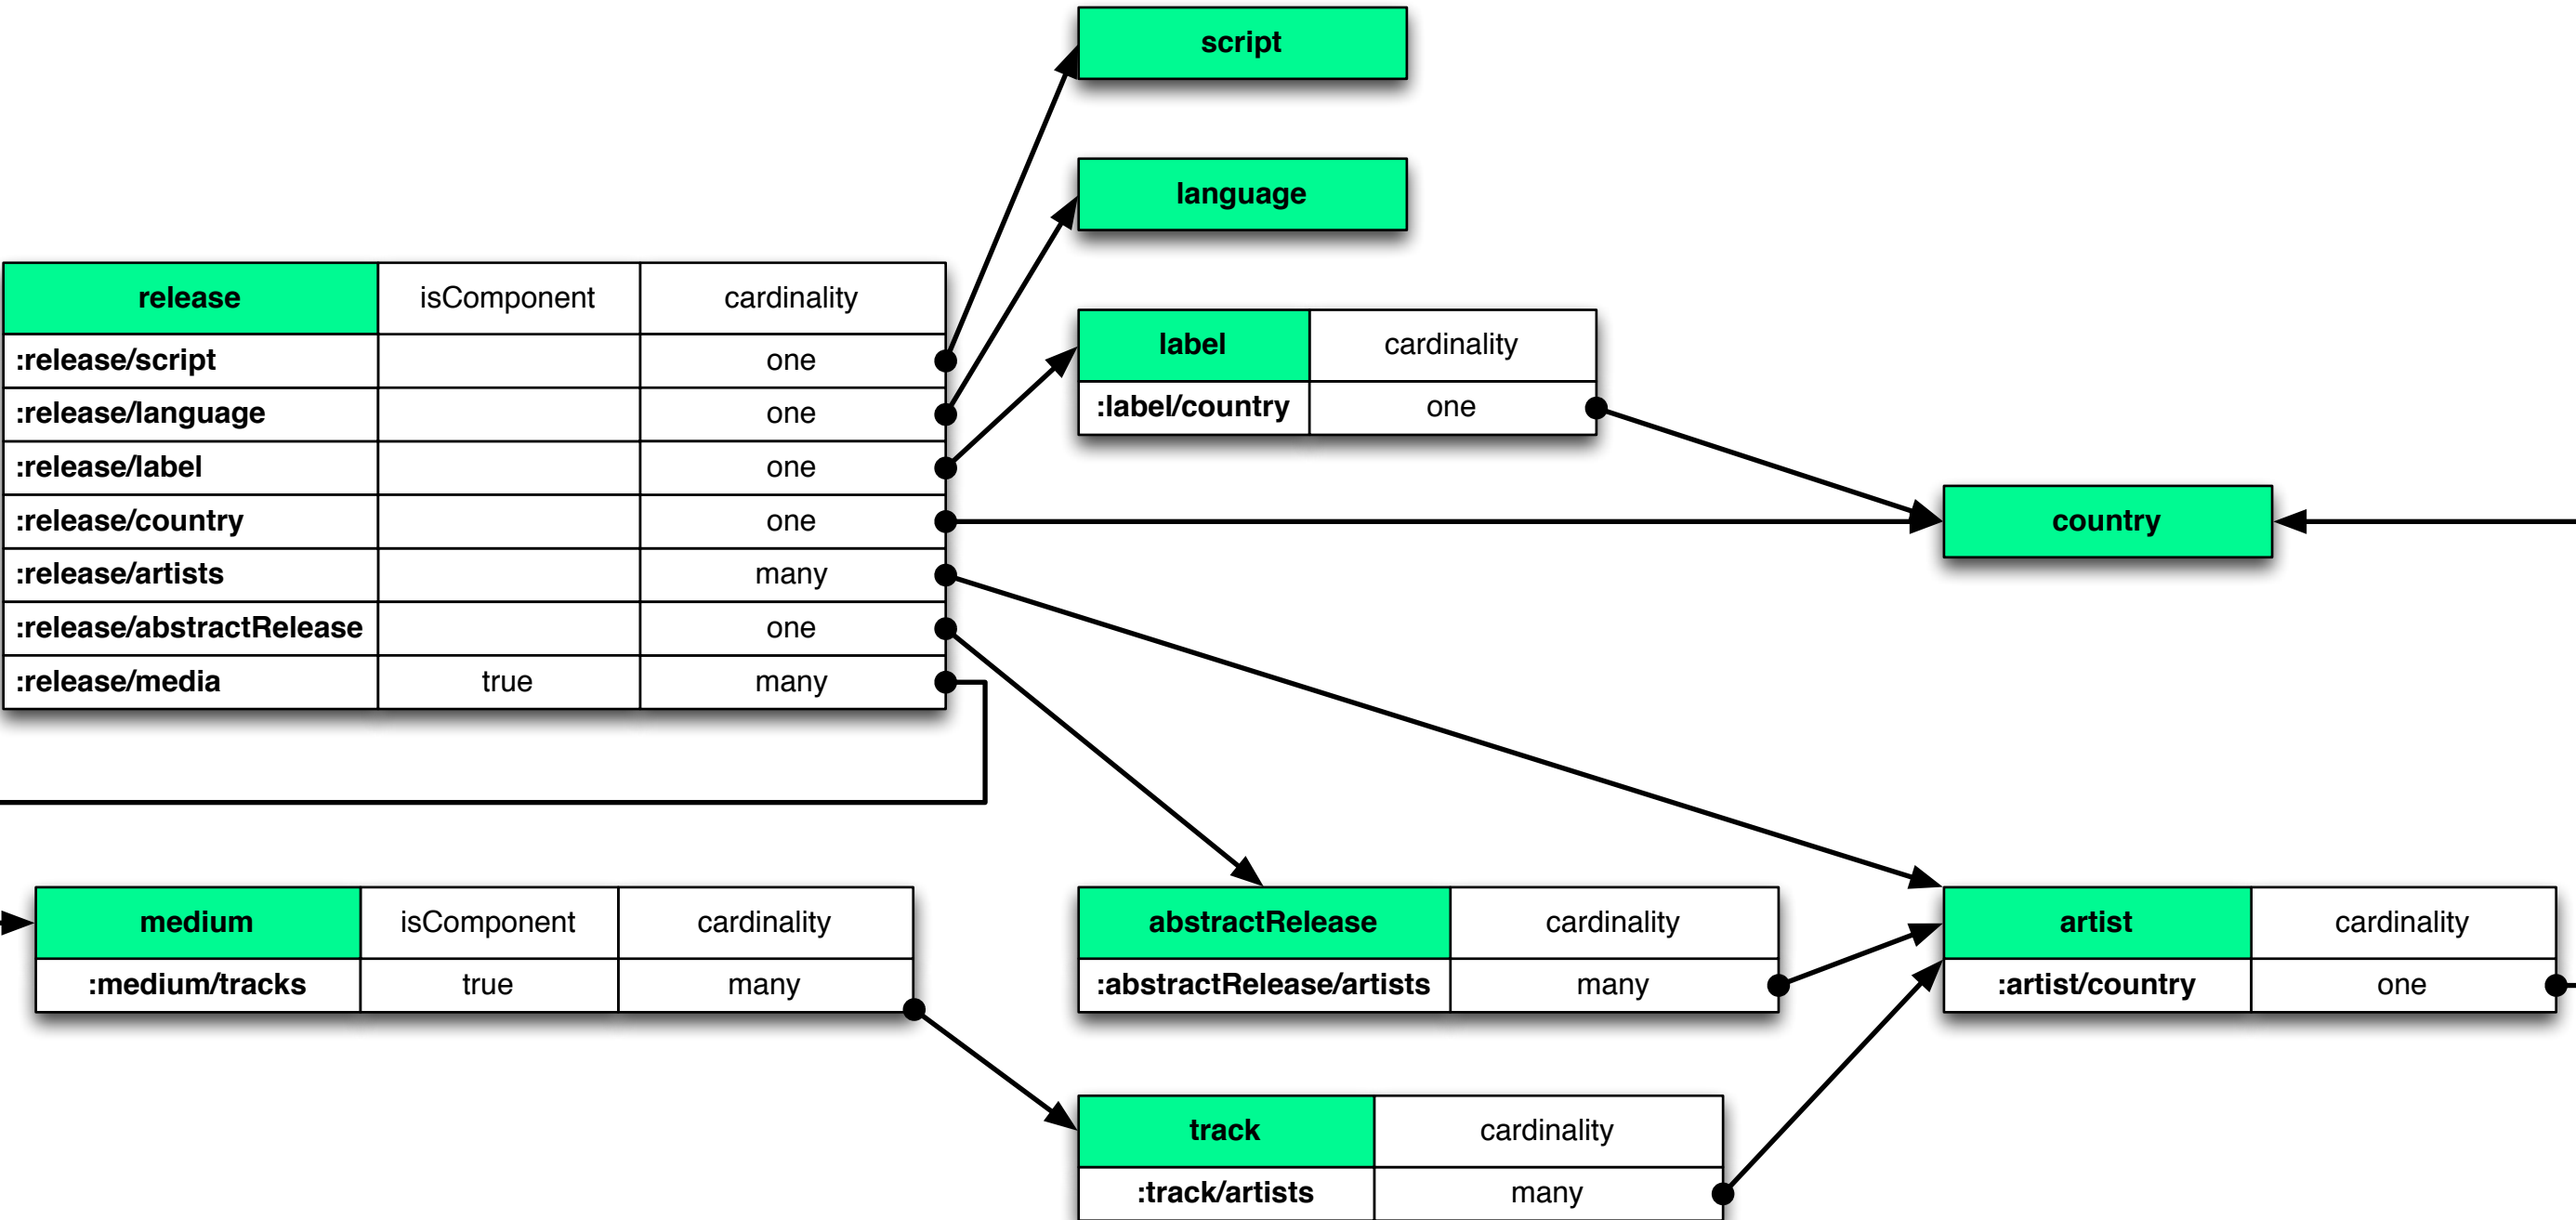 script
language
release isComponent cardinality
:release/script one
:release/language one
:release/label one
:release/country one
:release/artists many
:release/abstractRelease one
:release/media true many
label cardinality
:label/country one
country
medium isComponent cardinality
:medium/tracks true many
abstractRelease cardinality
:abstractRelease/artists many
artist cardinality
:artist/country one
track cardinality
:track/artists many